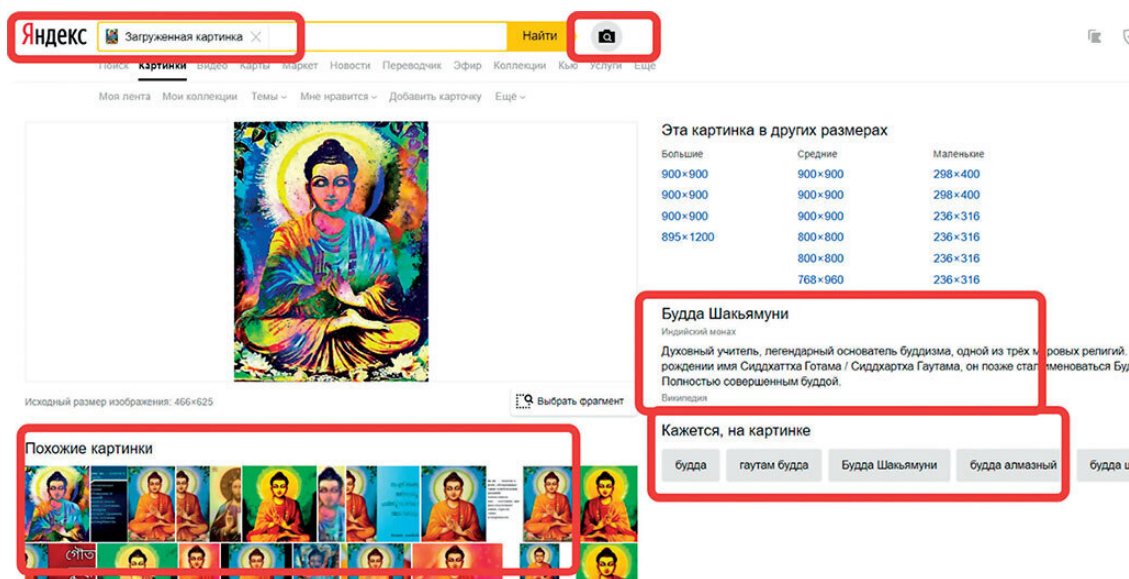 Яндекс Загруженная картинка Найти
Поиск Картинки Видео Карты Маркет Новости Переводчик Эфир Коллекции Кью Услуги Ещё
Моя лента Мои коллекции Темы Мне нравится Добавить карточку Ещё
Эта картинка в других размерах
Большие Средние Маленькие
900×900 900×900 298×400
900×900 900×900 298×400
900×900 900×900 236×316
895×1200 800×800 236×316
800×800 236×316
768×960 236×316
Будда Шакьямуни
Индийский монах
Духовный учитель, легендарный основатель буддизма, одной из трёх мировых религий.
рождении имя Сиддхаттха Готама / Сиддхартха Гаутама, он позже стал именоваться Буд
Полностью совершенным буддой.
Википедия
Исходный размер изображения: 466×625
Выбрать фрагмент
Кажется, на картинке
будда гаутам будда Будда Шакьямуни будда алмазный будда ш
Похожие картинки
গৌত